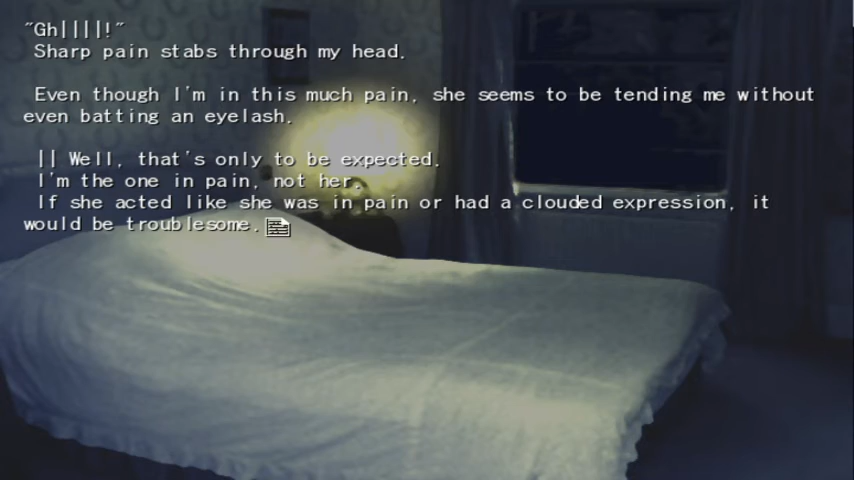 "Gh||||!"
Sharp pain stabs through my head.
Even though I'm in this much pain, she seems to be tending me without
even batting an eyelash.
|| Well, that's only to be expected.
I'm the one in pain, not her.
If she acted like she was in pain or had a clouded expression, it
would be troublesome.